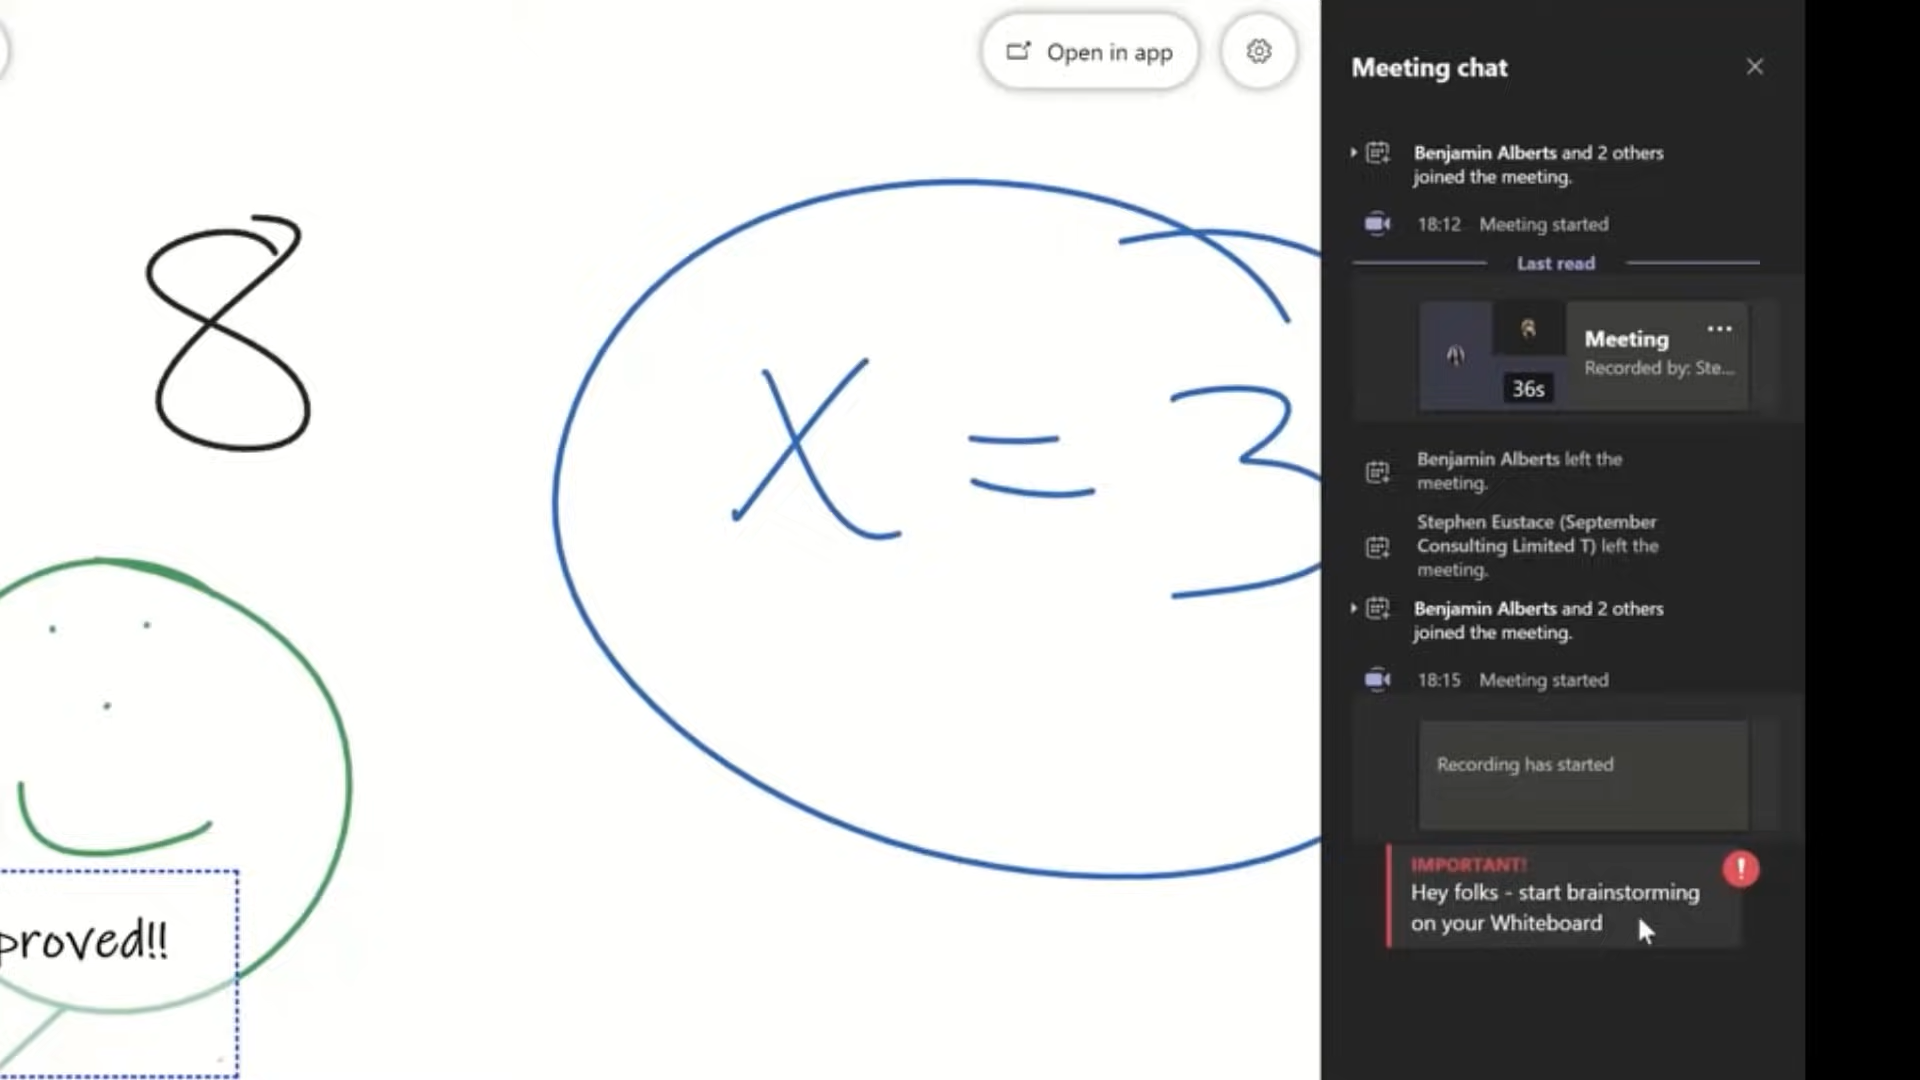 Open in app
8
X = 3
proved!!
Meeting chat
Benjamin Alberts and 2 others
joined the meeting.
18:12 Meeting started
Last read
Meeting
Recorded by: Ste...
36s
Benjamin Alberts left the
meeting.
Stephen Eustace (September
Consulting Limited T) left the
meeting.
Benjamin Alberts and 2 others
joined the meeting.
18:15 Meeting started
Recording has started
IMPORTANT!
Hey folks - start brainstorming
on your Whiteboard